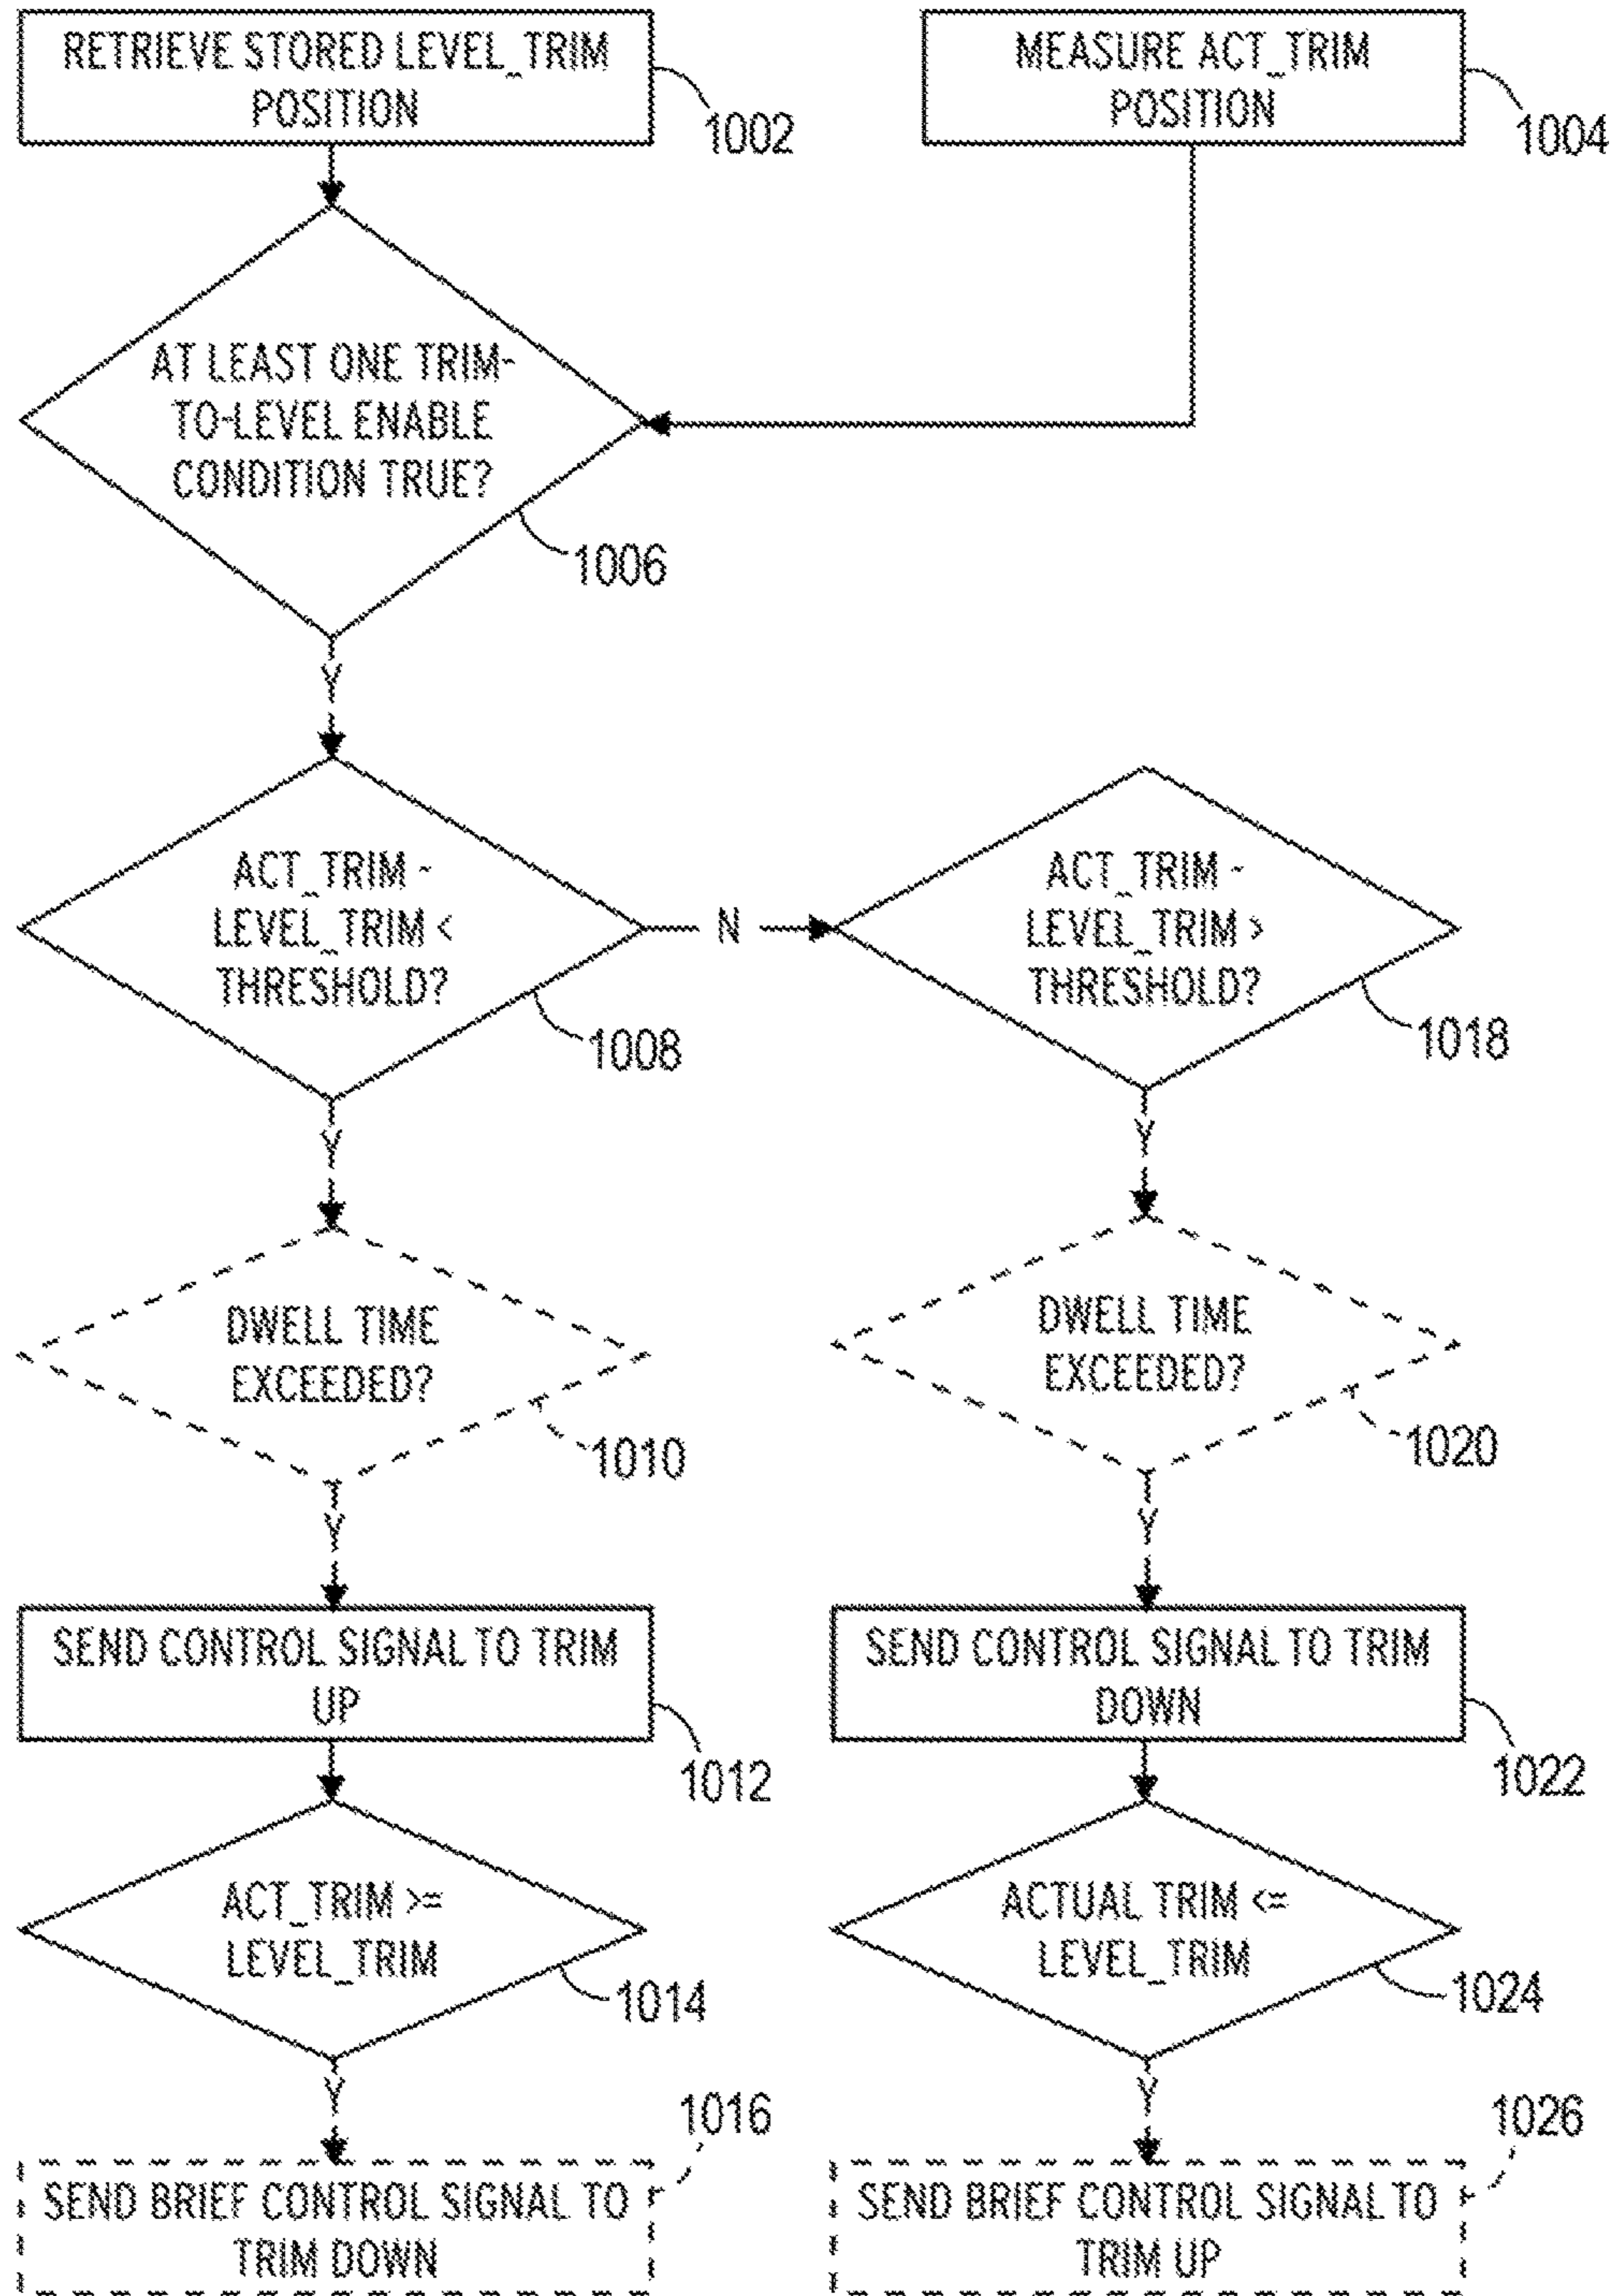 RETRIEVE STORED LEVEL_TRIM
POSITION
1002
MEASURE ACT_TRIM
POSITION
1004
AT LEAST ONE TRIM-
TO-LEVEL ENABLE
CONDITION TRUE?
1006
Y
ACT_TRIM -
LEVEL_TRIM <
THRESHOLD?
1008
N
ACT_TRIM -
LEVEL_TRIM >
THRESHOLD?
1018
Y
Y
DWELL TIME
EXCEEDED?
1010
DWELL TIME
EXCEEDED?
1020
Y
Y
SEND CONTROL SIGNAL TO TRIM
UP
1012
SEND CONTROL SIGNAL TO TRIM
DOWN
1022
ACT_TRIM >=
LEVEL_TRIM
1014
ACTUAL TRIM <=
LEVEL_TRIM
1024
Y
Y
1016
SEND BRIEF CONTROL SIGNAL TO
TRIM DOWN
1026
SEND BRIEF CONTROL SIGNAL TO
TRIM UP